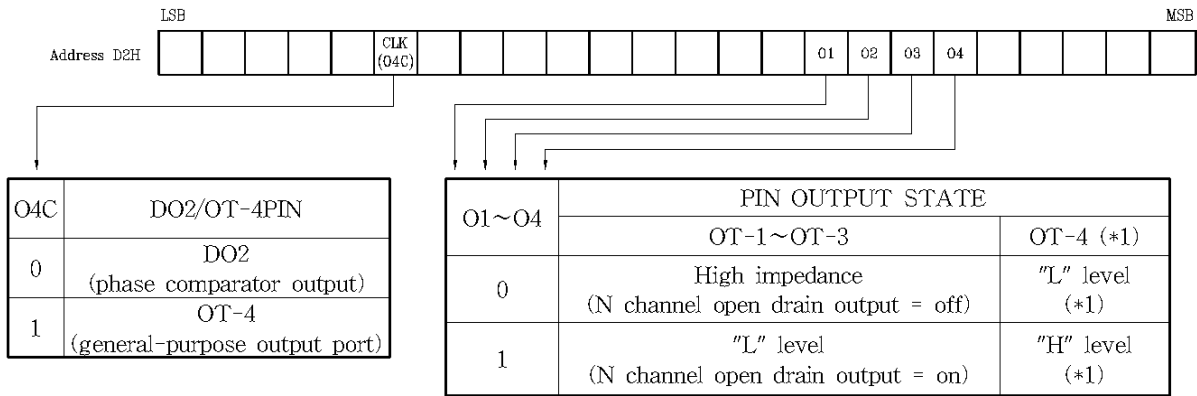 LSB MSB
Address D2H CLK (O4C) O1 O2 O3 O4
O4C DO2/OT-4PIN
0 DO2
(phase comparator output)
1 OT-4
(general-purpose output port)
O1~O4 PIN OUTPUT STATE
OT-1~OT-3 OT-4 (*1)
0 High impedance "L" level
(N channel open drain output = off) (*1)
1 "L" level "H" level
(N channel open drain output = on) (*1)